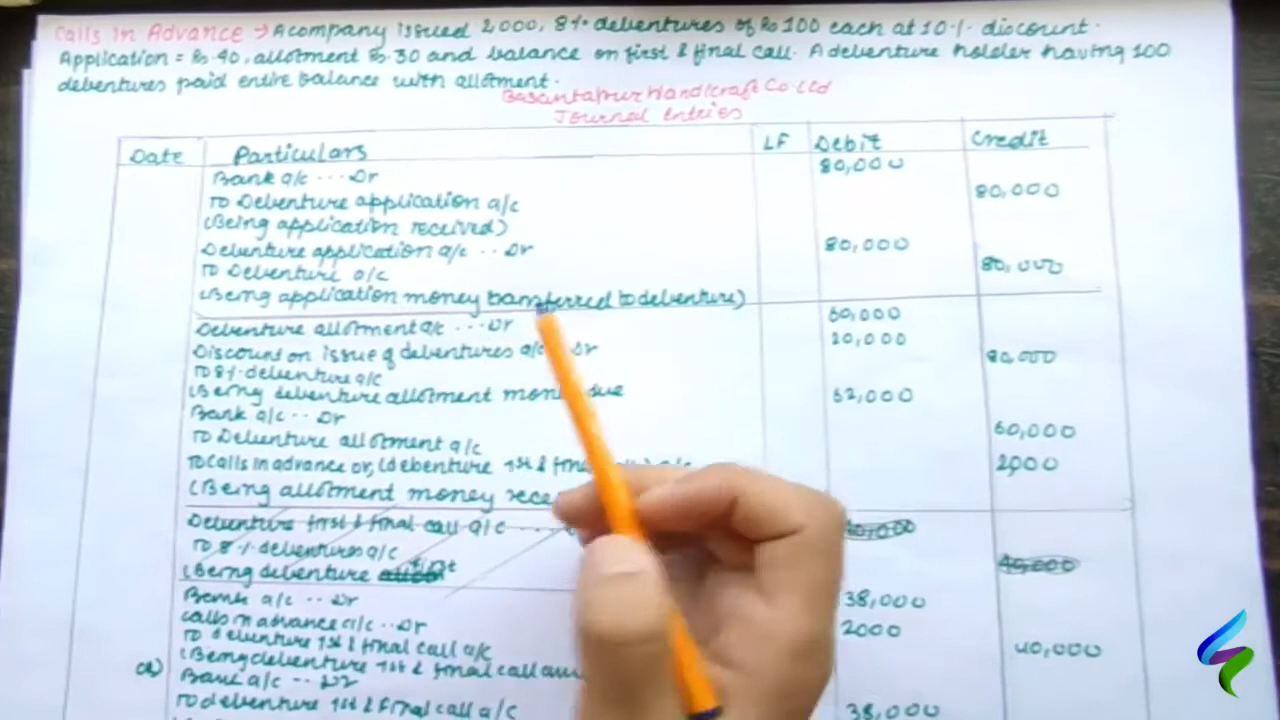 Calls in Advance → A company issued 2,000, 8% debentures of Rs 100 each at 10% discount.
Application = Rs. 40, allotment Rs. 30 and balance on first & final call. A debenture holder having 100
debentures paid entire balance with allotment.
Basantapur Handicraft Co. Ltd
Journal Entries
Date Particulars LF Debit Credit
Bank a/c ... Dr 80,000
To Debenture application a/c 80,000
(Being application received)
Debenture application a/c .. Dr 80,000
To Debenture a/c 80,000
(Being application money transferred to debenture)
Debenture allotment a/c ... Dr 60,000
Discount on issue of debentures a/c Dr 20,000
To 8% debenture a/c 80,000
(Being debenture allotment money due
Bank a/c ... Dr 62,000
To Debenture allotment a/c 60,000
To calls in advance or, (debenture 1st & a/c 2,000
(Being allotment money rece
Debenture first & final call a/c
To 8% debentures a/c 40,000
(Being debenture
Bank a/c .. Dr 38,000
calls in advance a/c .. Dr 2000
To debenture 1st & final call a/c 40,000
(Being debenture 1st & final call
Bank a/c .. Dr
To debenture 1st & final call a/c 38,000